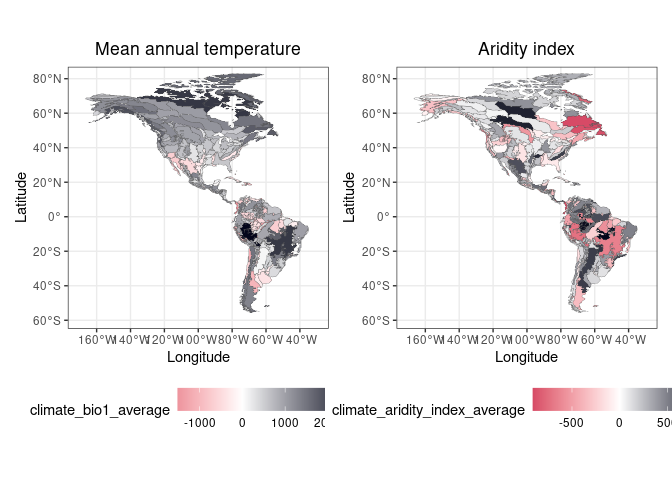 Mean annual temperature
Aridity index
80°N
60°N
40°N
20°N
0°
20°S
40°S
60°S
Latitude
160°W 140°W 120°W 100°W 80°W 60°W 40°W
Longitude
80°N
60°N
40°N
20°N
0°
20°S
40°S
60°S
Latitude
160°W 140°W 120°W 100°W 80°W 60°W 40°W
Longitude
climate_bio1_average
-1000 0 1000 20
climate_aridity_index_average
-500 0 500